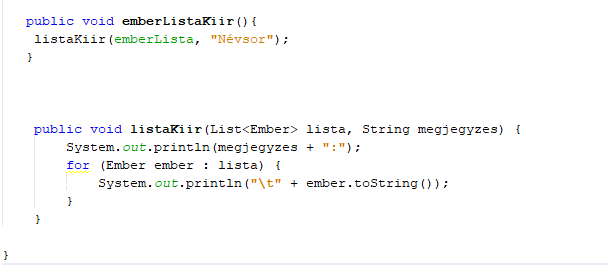 public void emberListaKiir(){
listaKiir(emberLista, "Névsor");
}
public void listaKiir(List<Ember> lista, String megjegyzes) {
System.out.println(megjegyzes + ":");
for (Ember ember : lista) {
System.out.println("\t" + ember.toString());
}
}
}